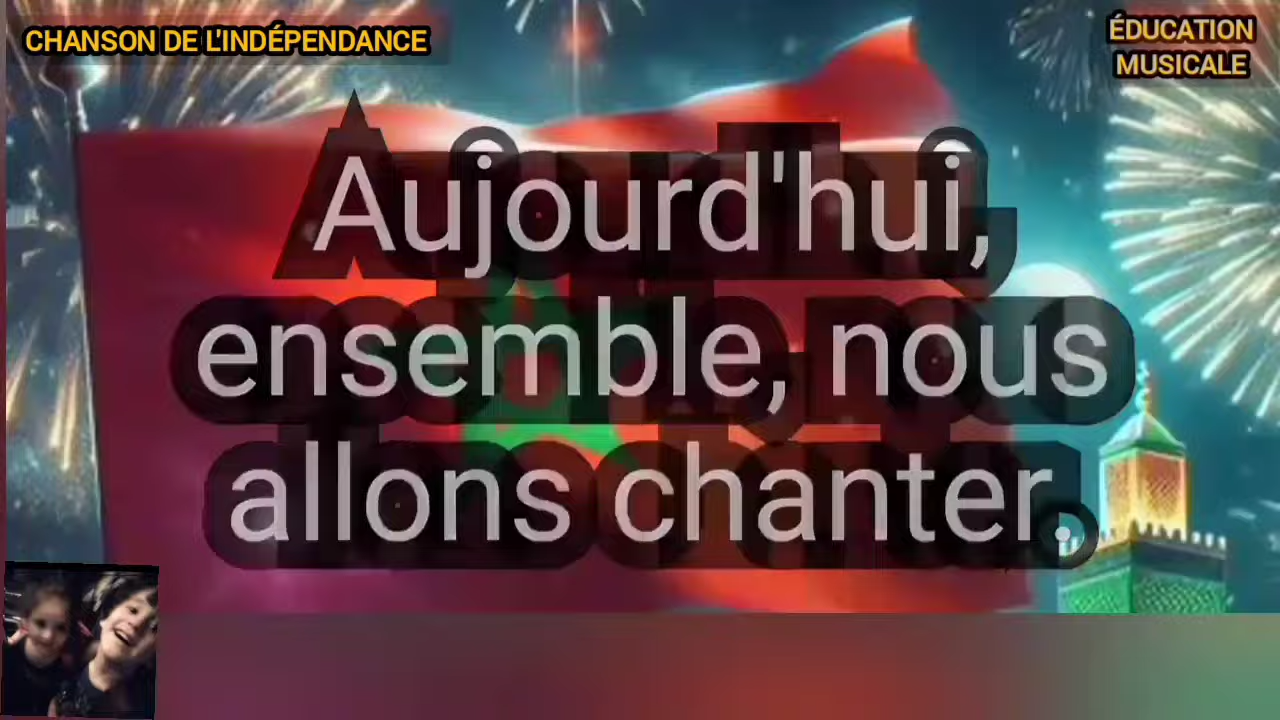 CHANSON DE L'INDÉPENDANCE
ÉDUCATION
MUSICALE
Aujourd'hui,
ensemble, nous
allons chanter.